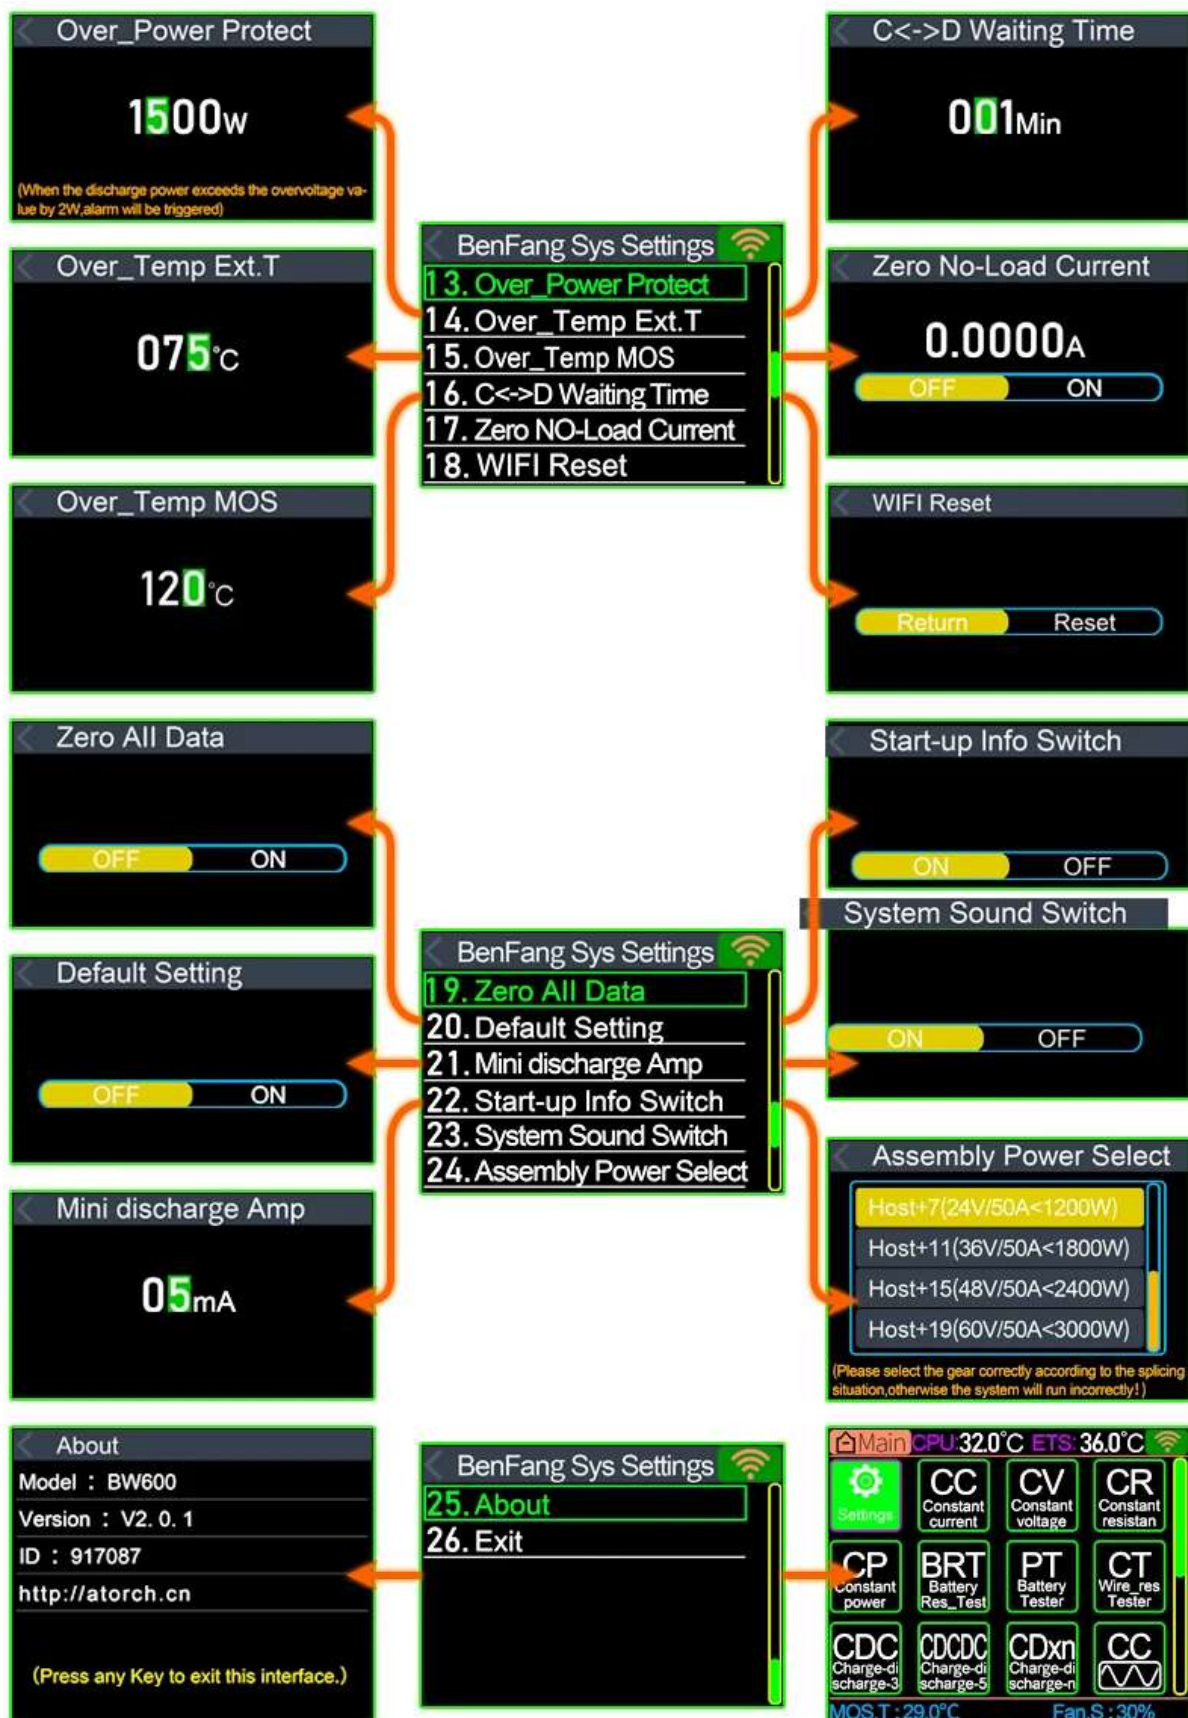 Over_Power Protect
1500W
(When the discharge power exceeds the overvoltage va-
lue by 2W,alarm will be triggered)
Over_Temp Ext.T
075°C
Over_Temp MOS
120°C
BenFang Sys Settings
13. Over_Power Protect
14. Over_Temp Ext.T
15. Over_Temp MOS
16. C<->D Waiting Time
17. Zero NO-Load Current
18. WIFI Reset
C<->D Waiting Time
001Min
Zero No-Load Current
0.0000A
OFF ON
WIFI Reset
Return Reset
Zero All Data
OFF ON
Default Setting
OFF ON
Mini discharge Amp
05mA
BenFang Sys Settings
19. Zero All Data
20. Default Setting
21. Mini discharge Amp
22. Start-up Info Switch
23. System Sound Switch
24. Assembly Power Select
Start-up Info Switch
ON OFF
System Sound Switch
ON OFF
Assembly Power Select
Host+7(24V/50A<1200W)
Host+11(36V/50A<1800W)
Host+15(48V/50A<2400W)
Host+19(60V/50A<3000W)
(Please select the gear correctly according to the splicing
situation,otherwise the system will run incorrectly!)
About
Model : BW600
Version : V2. 0. 1
ID : 917087
http://atorch.cn
(Press any Key to exit this interface.)
BenFang Sys Settings
25. About
26. Exit
Main CPU:32.0°C ETS:36.0°C
Settings
CC
Constant
current
CV
Constant
voltage
CR
Constant
resistan
CP
Constant
power
BRT
Battery
Res_Test
PT
Battery
Tester
CT
Wire_res
Tester
CDC
Charge-di
scharge-3
CDCDC
Charge-di
scharge-5
CDxn
Charge-di
scharge-n
CC
MOS.T : 29.0°C Fan.S : 30%